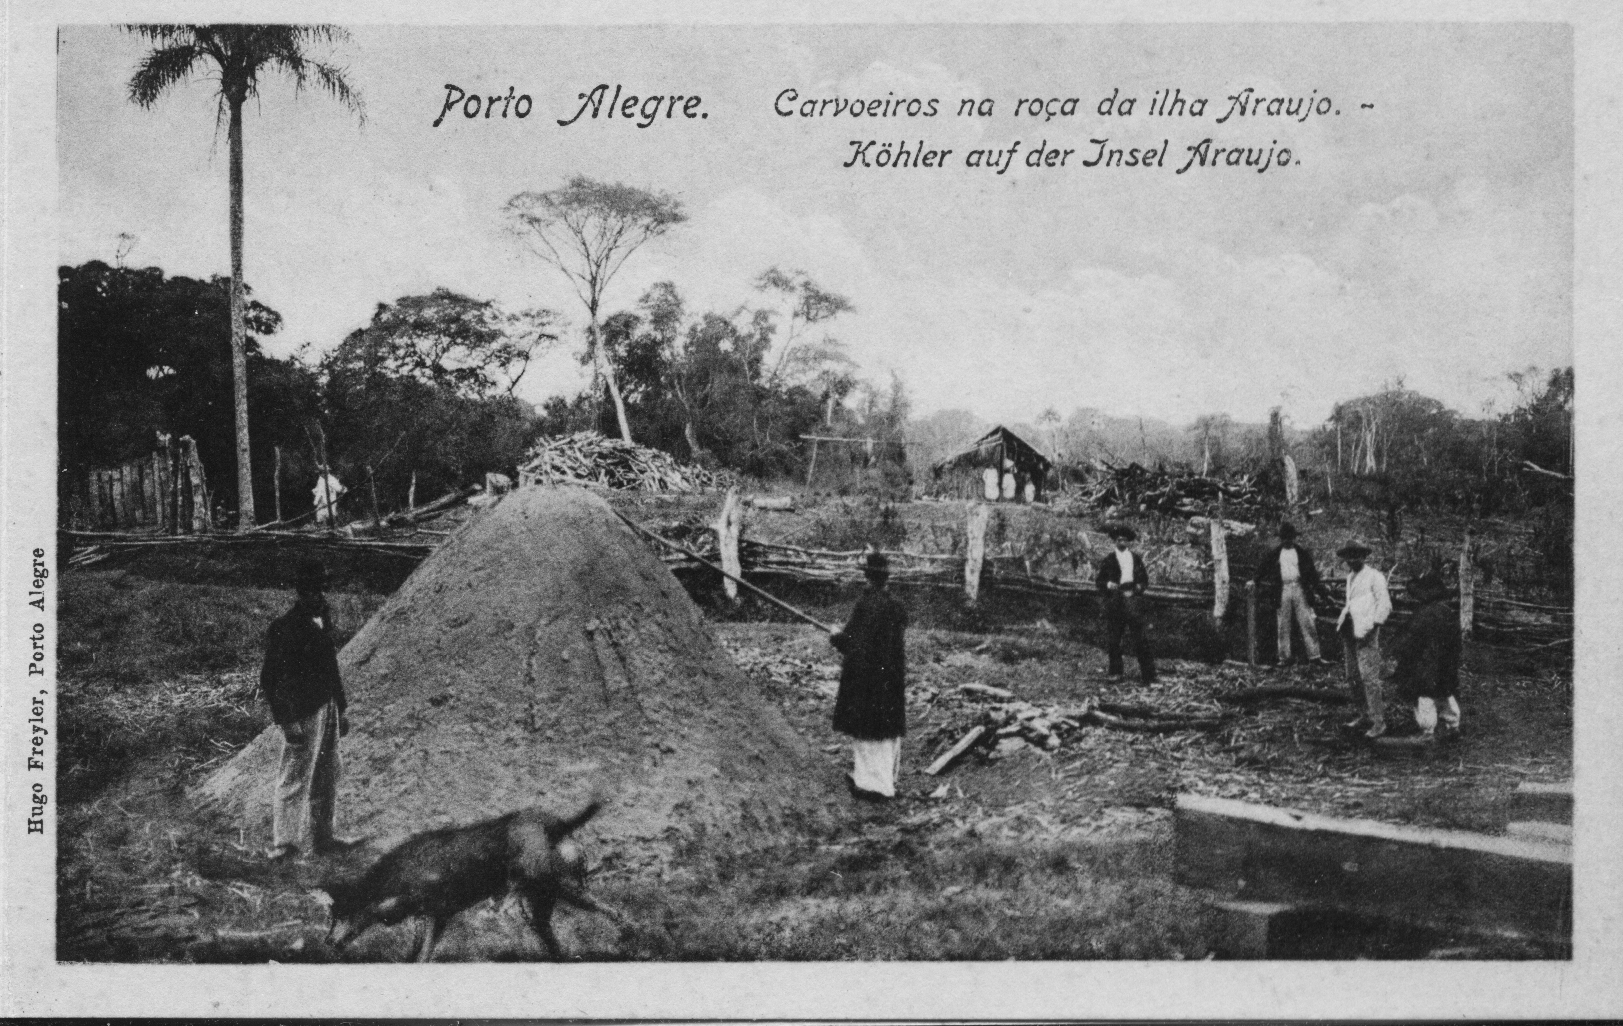 Porto Alegre. Carvoeiros na roça da ilha Araujo. -
Köhler auf der Insel Araujo.
Hugo Freyler, Porto Alegre